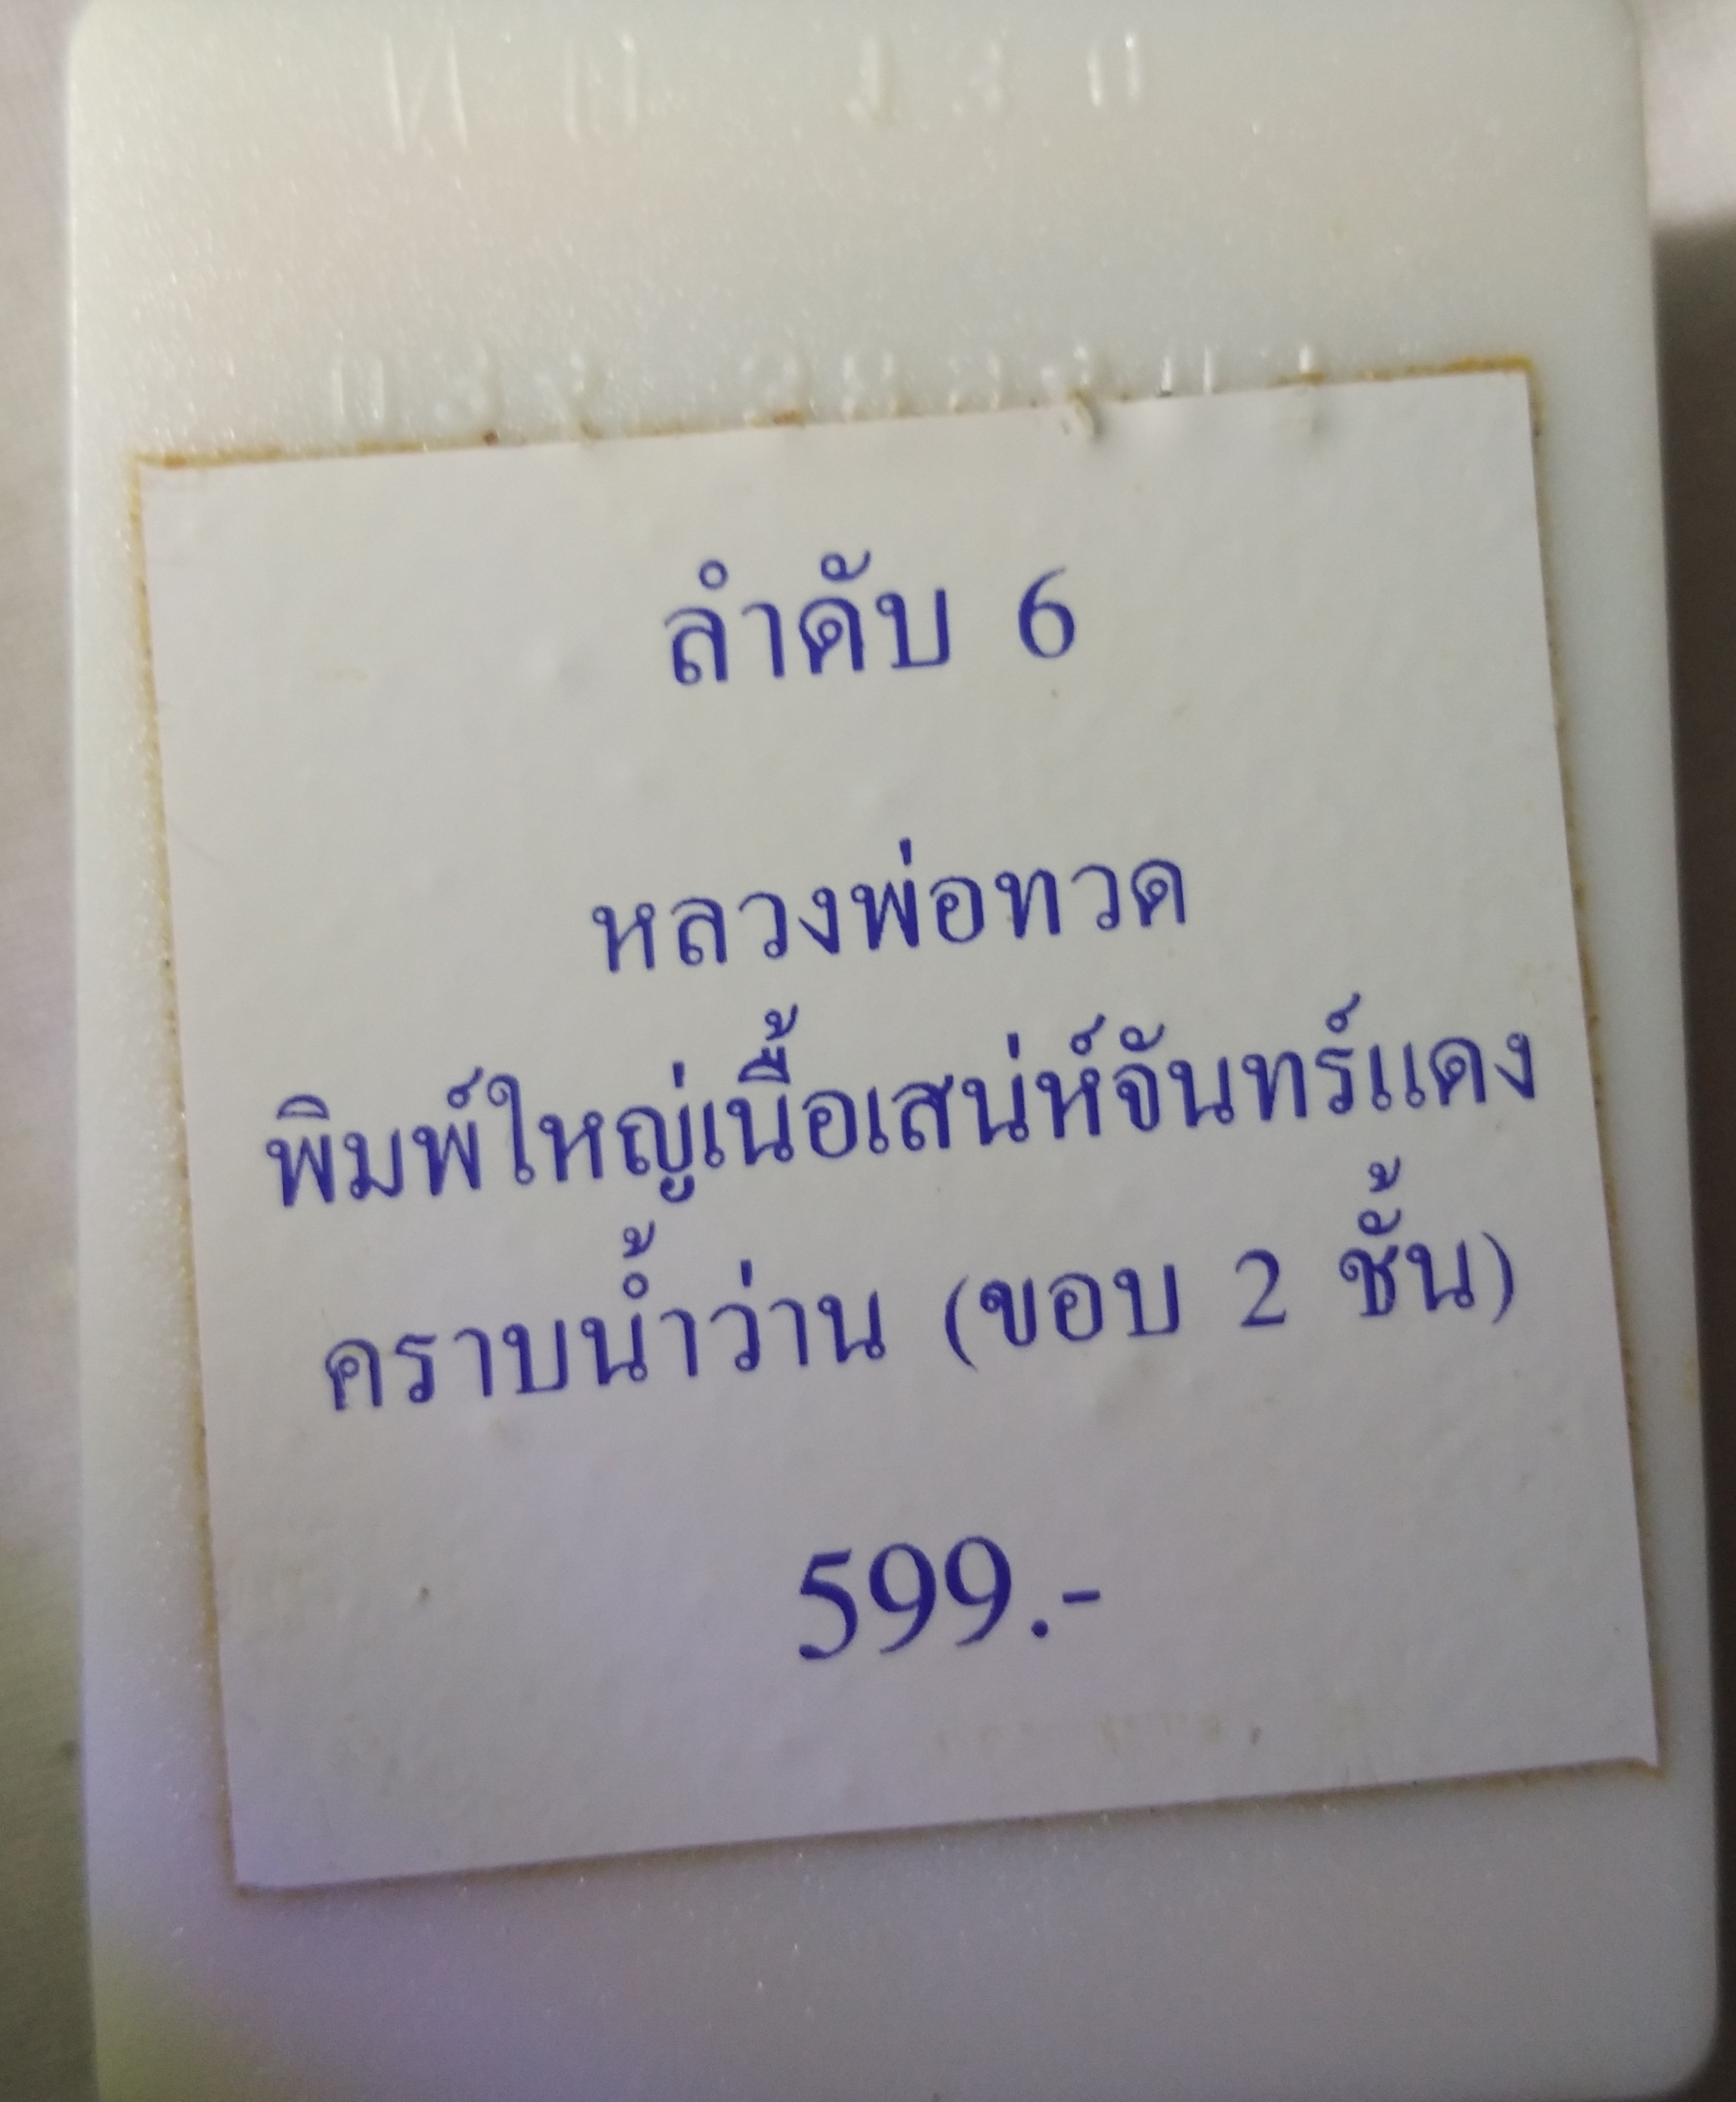 ลำดับ 6
หลวงพ่อทวด
พิมพ์ใหญ่เนื้อเสน่ห์จันทร์แดง
คราบน้ำว่าน (ขอบ 2 ชั้น)
599.-